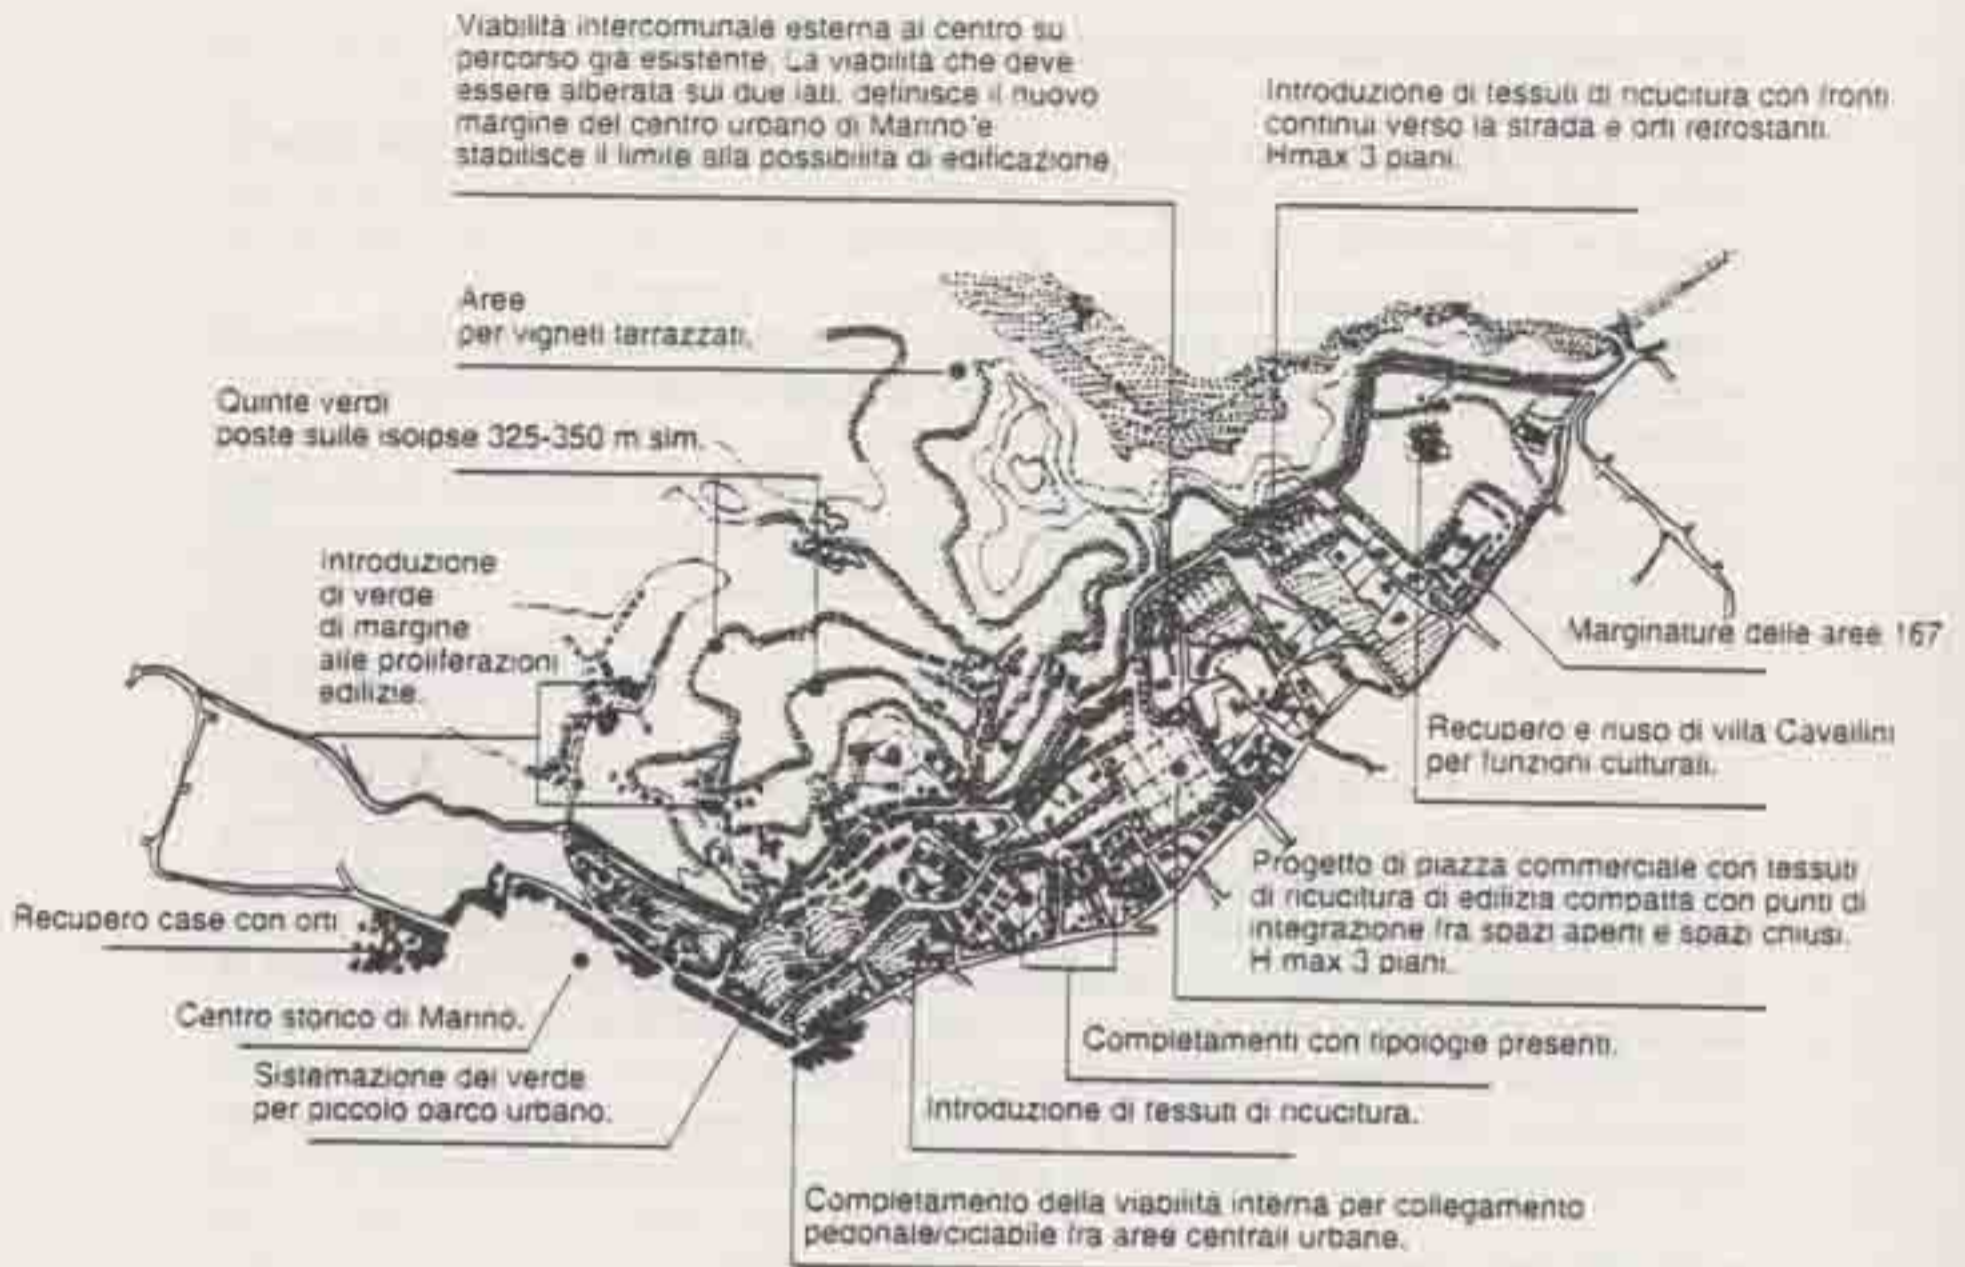 Viabilità intercomunale esterna al centro su
percorso già esistente. La viabilità che deve
essere alberata sui due lati, definisce il nuovo
margine del centro urbano di Marino e
stabilisce il limite alla possibilità di edificazione.
Introduzione di tessuti di ricucitura con fronti
continui verso la strada e orti retrostanti.
Hmax 3 piani.
Aree
per vigneti terrazzati.
Quinte verdi
poste sulle isoipse 325-350 m slm.
Introduzione
di verde
di margine
alle proliferazioni
edilizie.
Marginature delle aree 167
Recupero e riuso di villa Cavallini
per funzioni culturali.
Progetto di piazza commerciale con tessuti
di ricucitura di edilizia compatta con punti di
integrazione fra spazi aperti e spazi chiusi.
H max 3 piani.
Recupero case con orti
Centro storico di Marino.
Sistemazione del verde
per piccolo parco urbano.
Completamenti con tipologie presenti.
Introduzione di tessuti di ricucitura.
Completamento della viabilità interna per collegamento
pedonale/ciclabile fra aree centrali urbane.